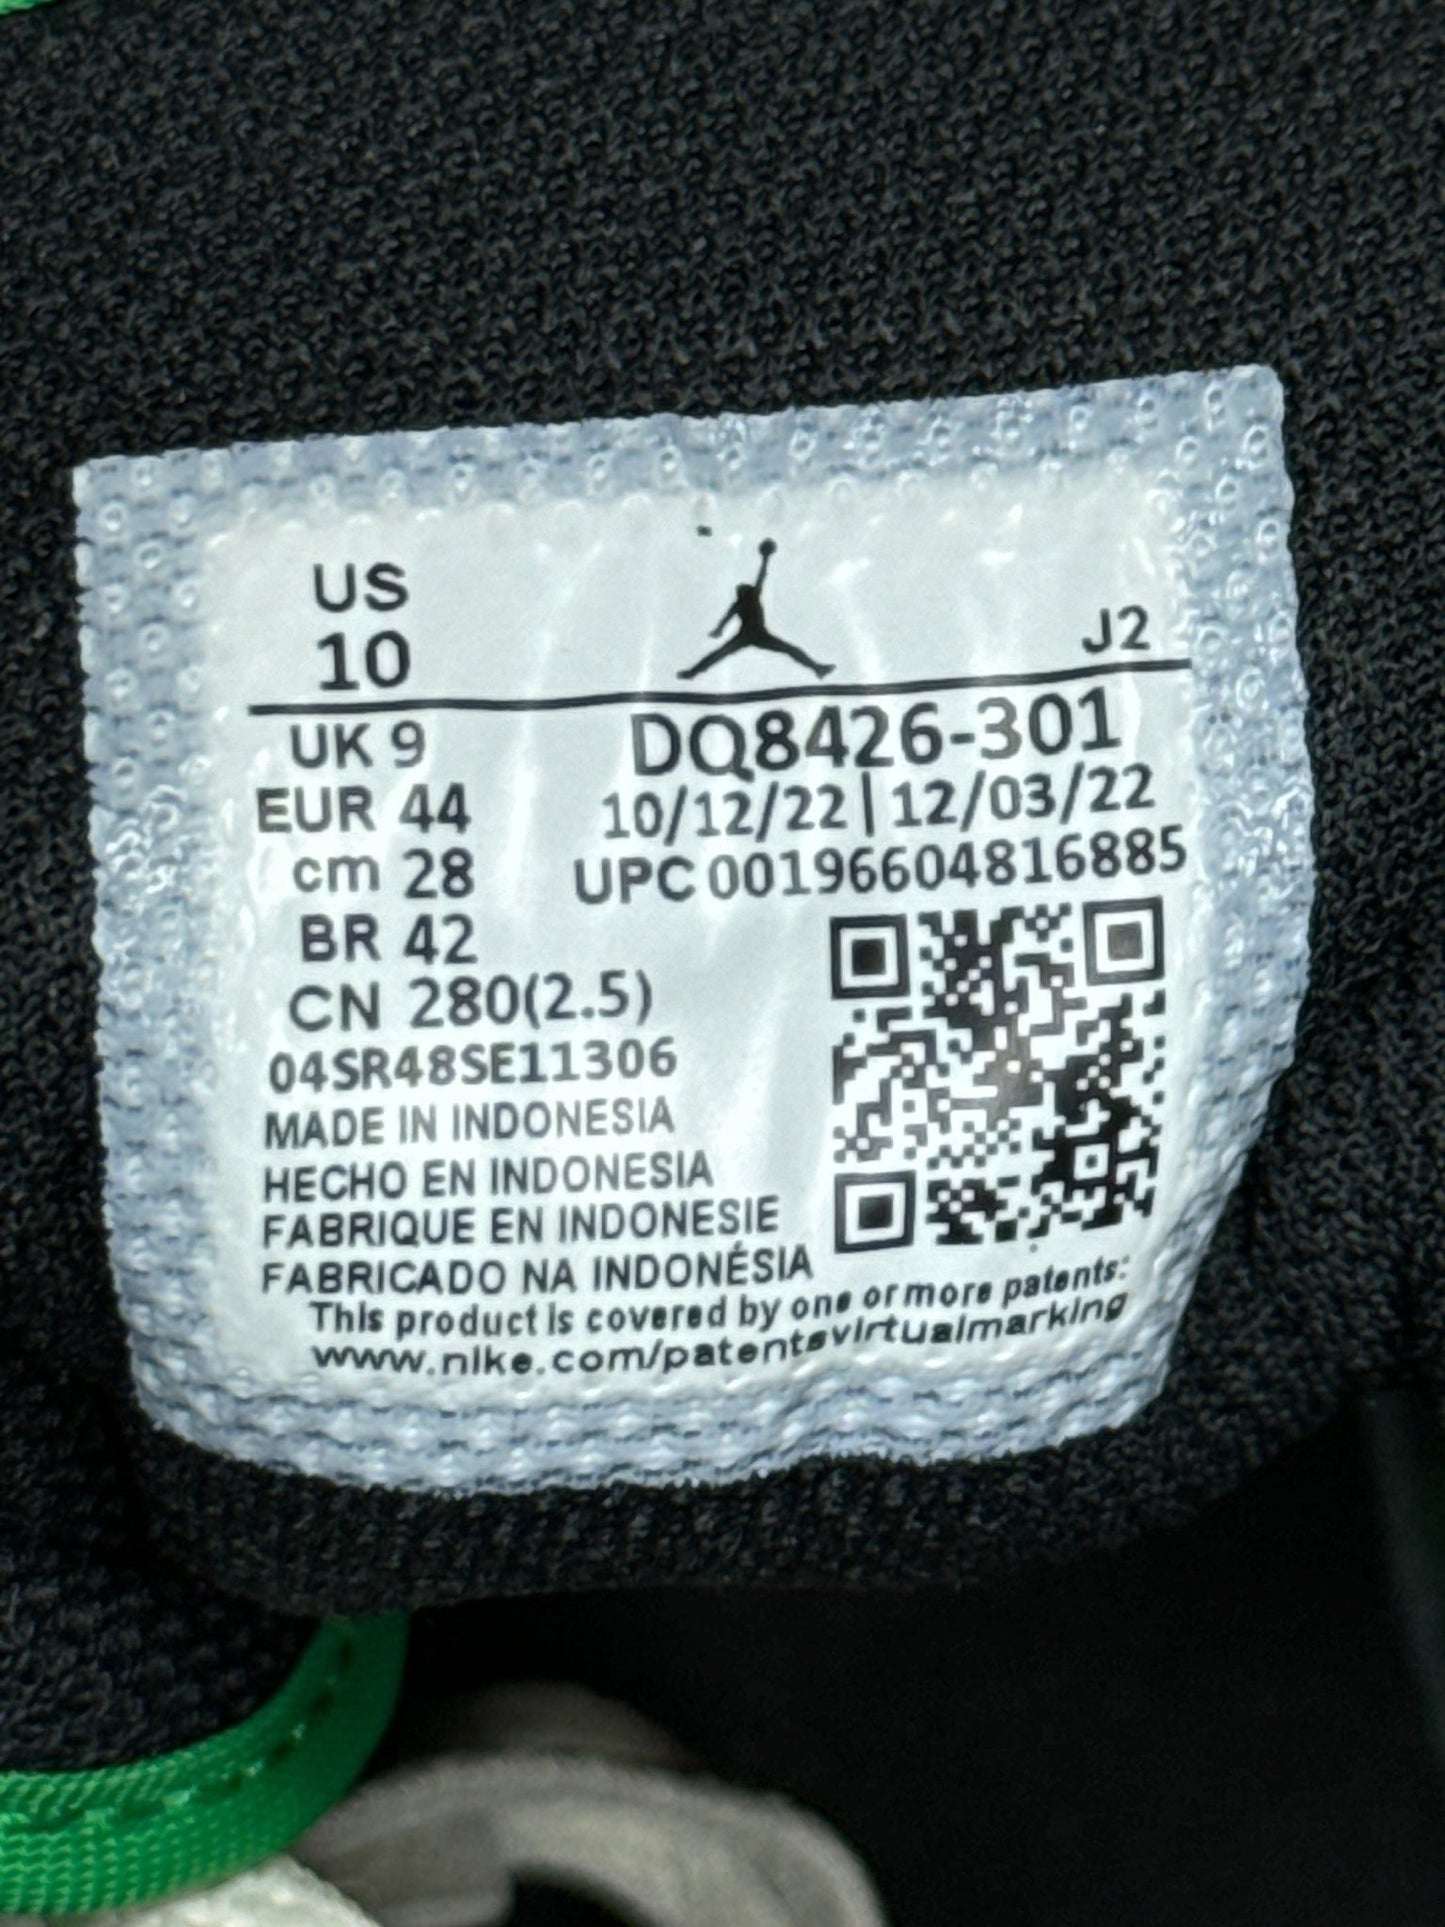 US
10
J2
UK 9
DQ8426-301
EUR 44
10/12/22 | 12/03/22
cm 28
UPC 00196604816885
BR 42
CN 280(2.5)
04SR48SE11306
MADE IN INDONESIA
HECHO EN INDONESIA
FABRIQUE EN INDONESIE
FABRICADO NA INDONÉSIA
This product is covered by one or more patents:
www.nike.com/patentsvirtualmarking